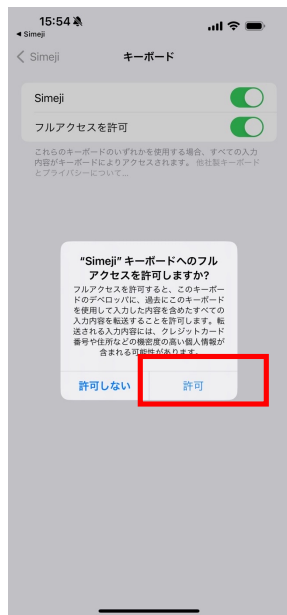 15:54
◀ Simeji
Simeji
キーボード
Simeji
フルアクセスを許可
これらのキーボードのいずれかを使用する場合、すべての入力
内容がキーボードによりアクセスされます。 他社製キーボード
とプライバシーについて...
“Simeji” キーボードへのフル
アクセスを許可しますか?
フルアクセスを許可すると、このキーボー
ドのデベロッパに、過去にこのキーボード
を使用して入力した内容を含めたすべての
入力内容を転送することを許可します。転
送される入力内容には、クレジットカード
番号や住所などの機密度の高い個人情報が
含まれる可能性があります。
許可しない
許可